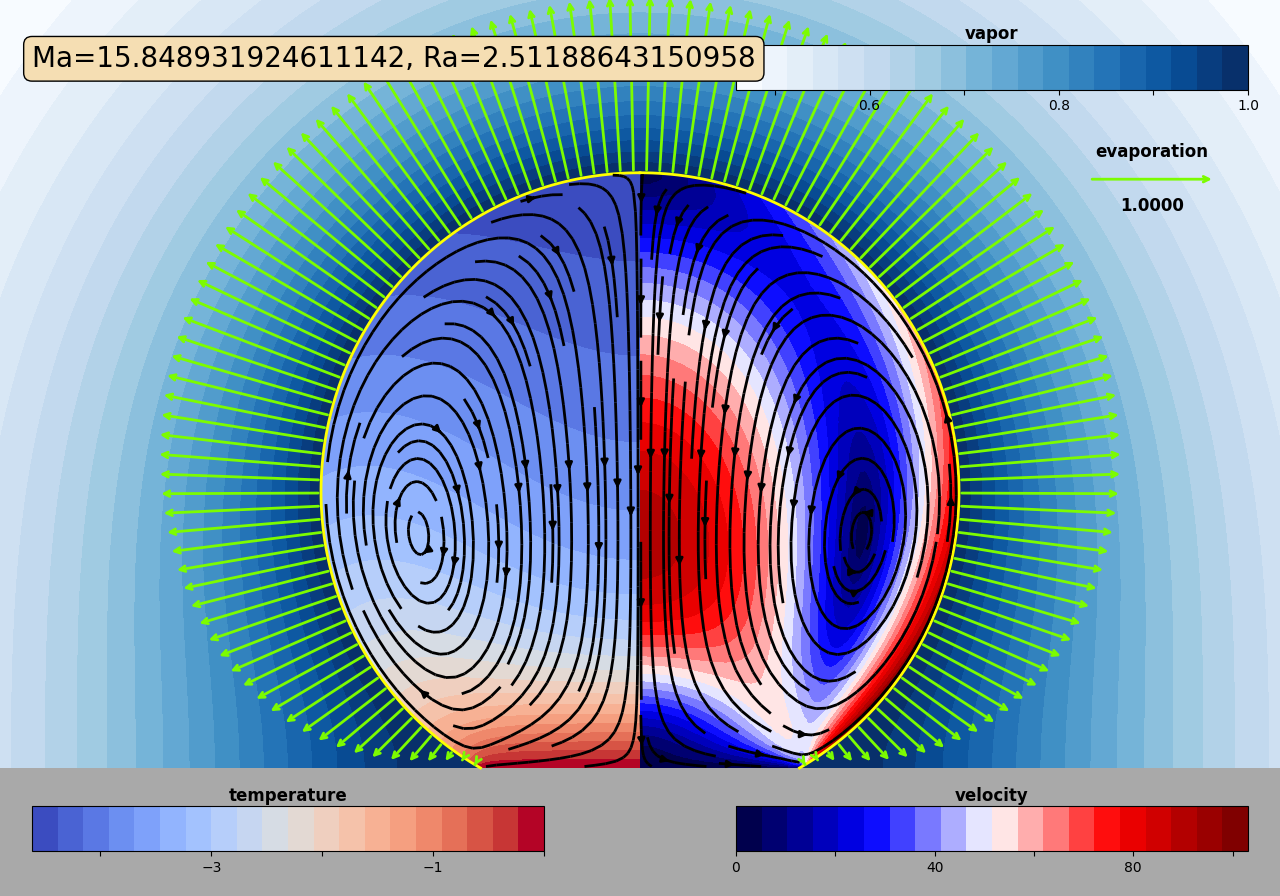 vapor
Ma=15.848931924611142, Ra=2.51188643150958
0.6 0.8 1.0
evaporation
1.0000
temperature velocity
−3 −1 0 40 80